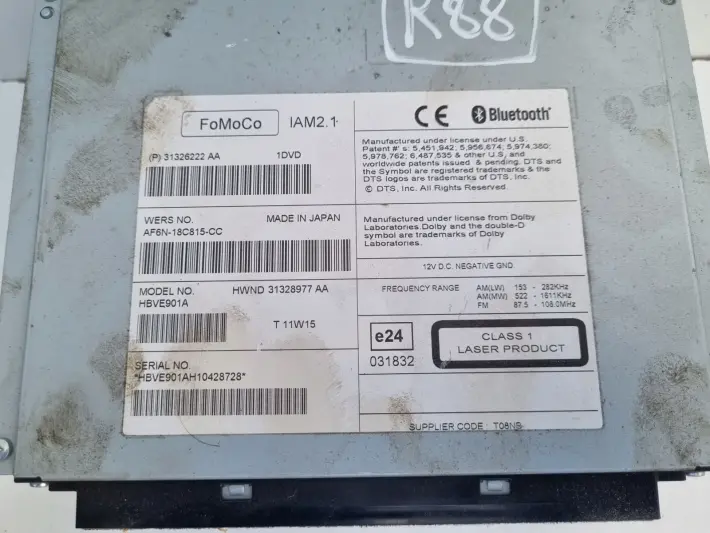 R88
FoMoCo IAM2.1
(P) 31326222 AA 1DVD
WERS NO. MADE IN JAPAN
AF6N-18C815-CC
MODEL NO. HWND 31328977 AA
HBVE901A
T 11W15
SERIAL NO.
*HBVE901AH10428728*
CE Bluetooth®
Manufactured under license under U.S.
Patent #'s: 5,451,942; 5,956,674; 5,974,380;
5,978,762; 6,487,535 & other U.S. and
worldwide patents issued & pending. DTS and
the Symbol are registered trademarks & the
DTS logos are trademarks of DTS, Inc.
© DTS, Inc. All Rights Reserved.
Manufactured under license from Dolby
Laboratories.Dolby and the double-D
symbol are trademarks of Dolby
Laboratories.
12V D.C. NEGATIVE GND
FREQUENCY RANGE AM(LW) 153 - 282KHz
AM(MW) 522 - 1611KHz
FM 87.5 - 108.0MHz
e24
031832
CLASS 1
LASER PRODUCT
SUPPLIER CODE : T08NB